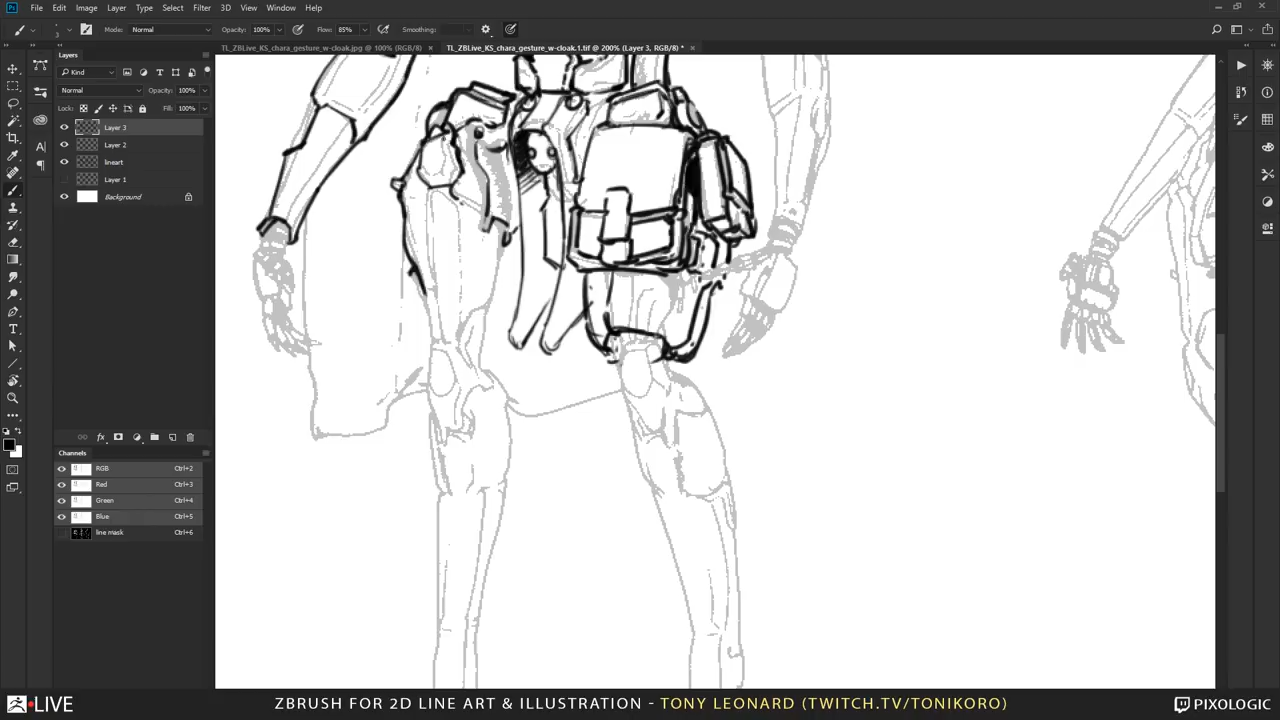 Ps File Edit Image Layer Type Select Filter 3D View Window Help
3 Mode: Normal Opacity: 100% Flow: 85% Smoothing:
TL_ZBLive_KS_chara_gesture_w-cloak.jpg @ 100% (RGB/8) × TL_ZBLive_KS_chara_gesture_w-cloak.1.tif @ 200% (Layer 3, RGB/8) * ×
Layers
Kind
Normal Opacity: 100%
Lock: Fill: 100%
Layer 3
Layer 2
lineart
Layer 1
Background
fx
Channels
RGB Ctrl+2
Red Ctrl+3
Green Ctrl+4
Blue Ctrl+5
line mask Ctrl+6
LIVE ZBRUSH FOR 2D LINE ART & ILLUSTRATION - TONY LEONARD (TWITCH.TV/TONIKORO) PIXOLOGIC